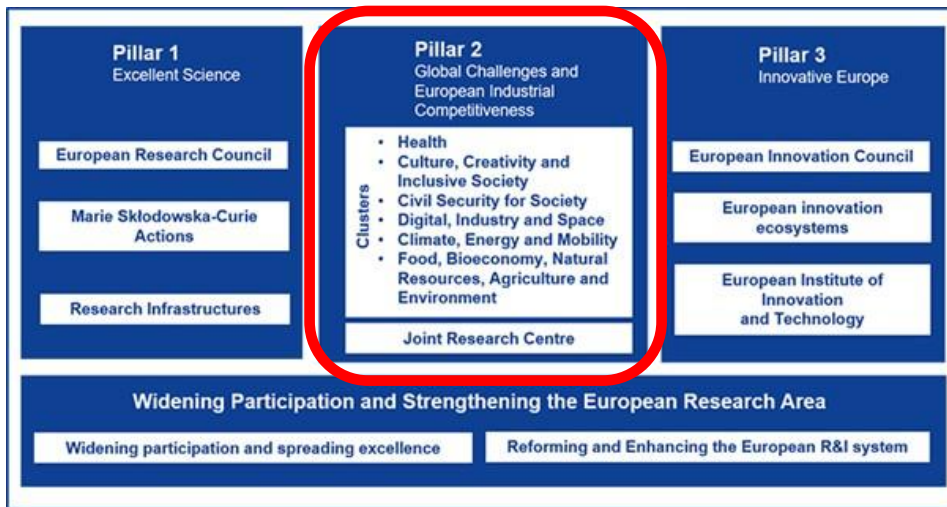 Pillar 1
Excellent Science
European Research Council
Marie Skłodowska-Curie
Actions
Research Infrastructures
Pillar 2
Global Challenges and
European Industrial
Competitiveness
Clusters
• Health
• Culture, Creativity and
Inclusive Society
• Civil Security for Society
• Digital, Industry and Space
• Climate, Energy and Mobility
• Food, Bioeconomy, Natural
Resources, Agriculture and
Environment
Joint Research Centre
Pillar 3
Innovative Europe
European Innovation Council
European innovation
ecosystems
European Institute of
Innovation
and Technology
Widening Participation and Strengthening the European Research Area
Widening participation and spreading excellence
Reforming and Enhancing the European R&I system